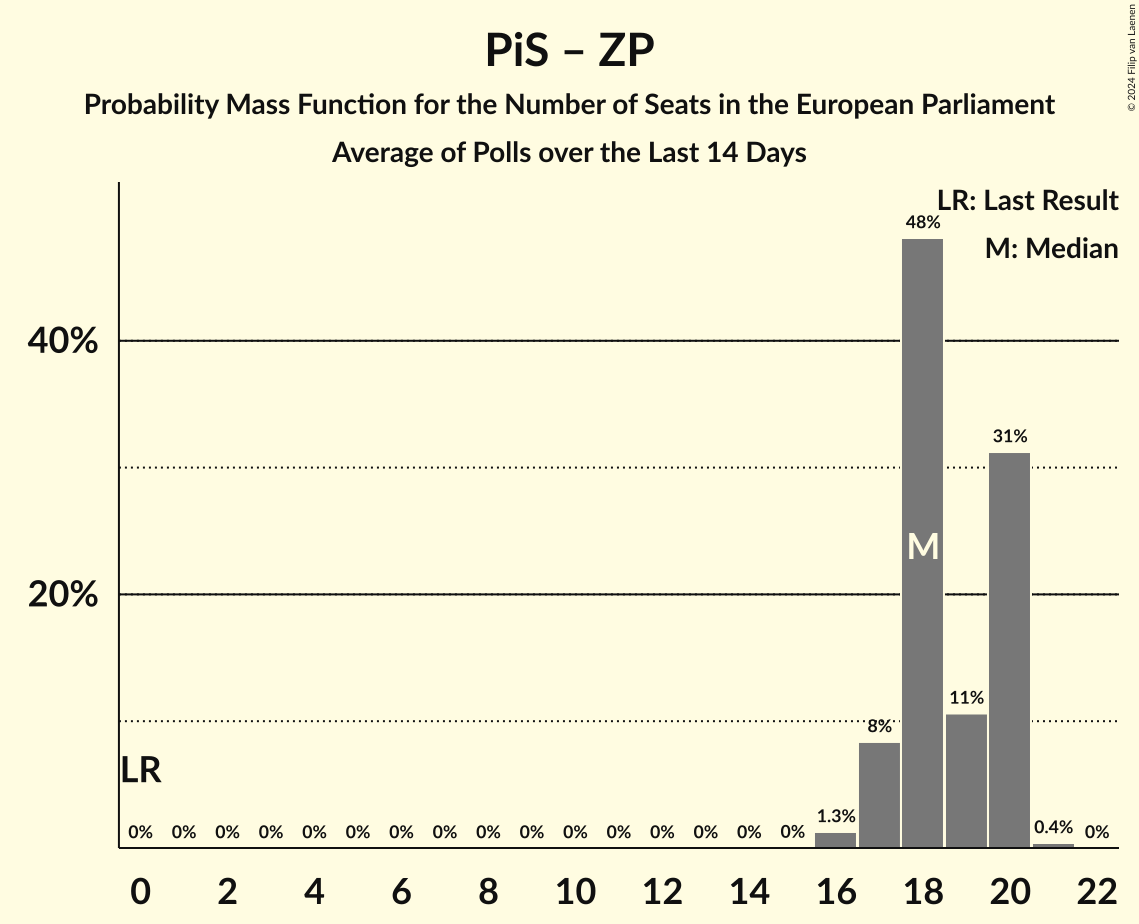 PiS – ZP
Probability Mass Function for the Number of Seats in the European Parliament
Average of Polls over the Last 14 Days
© 2024 Filip van Laenen
LR: Last Result
48%
M: Median
40%
31%
M
20%
11%
8%
LR
1.3%
0.4%
0% 0% 0% 0% 0% 0% 0% 0% 0% 0% 0% 0% 0% 0% 0% 0% 0%
0 2 4 6 8 10 12 14 16 18 20 22